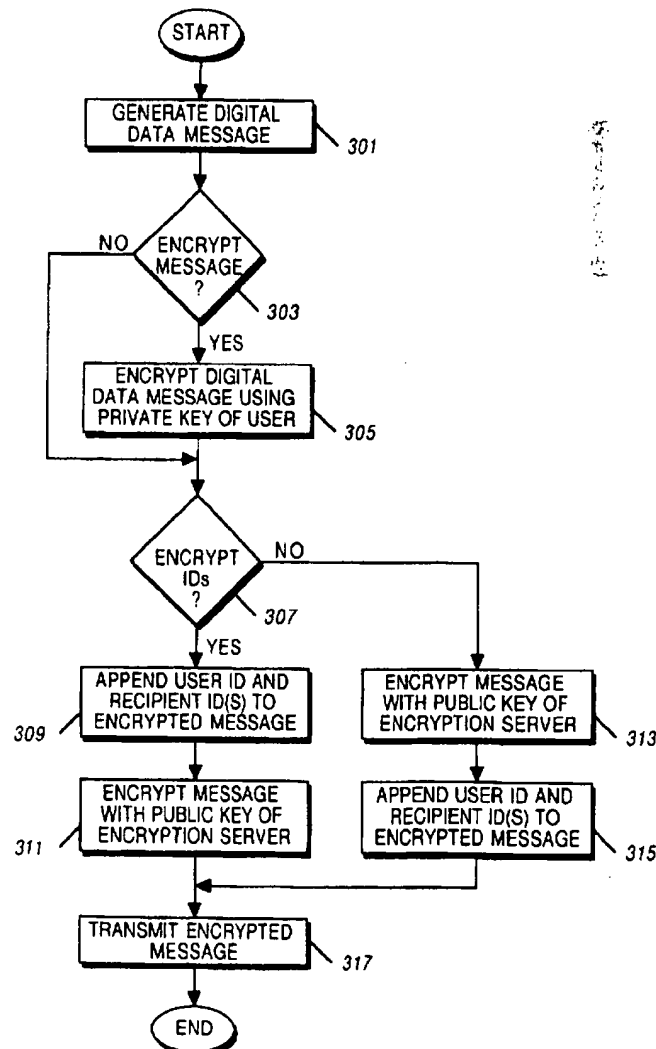 START
GENERATE DIGITAL
DATA MESSAGE
301
NO
ENCRYPT
MESSAGE
?
303
YES
ENCRYPT DIGITAL
DATA MESSAGE USING
PRIVATE KEY OF USER
305
ENCRYPT
IDs
?
NO
307
YES
APPEND USER ID AND
RECIPIENT ID(S) TO
ENCRYPTED MESSAGE
309
ENCRYPT MESSAGE
WITH PUBLIC KEY OF
ENCRYPTION SERVER
313
ENCRYPT MESSAGE
WITH PUBLIC KEY OF
ENCRYPTION SERVER
311
APPEND USER ID AND
RECIPIENT ID(S) TO
ENCRYPTED MESSAGE
315
TRANSMIT ENCRYPTED
MESSAGE
317
END